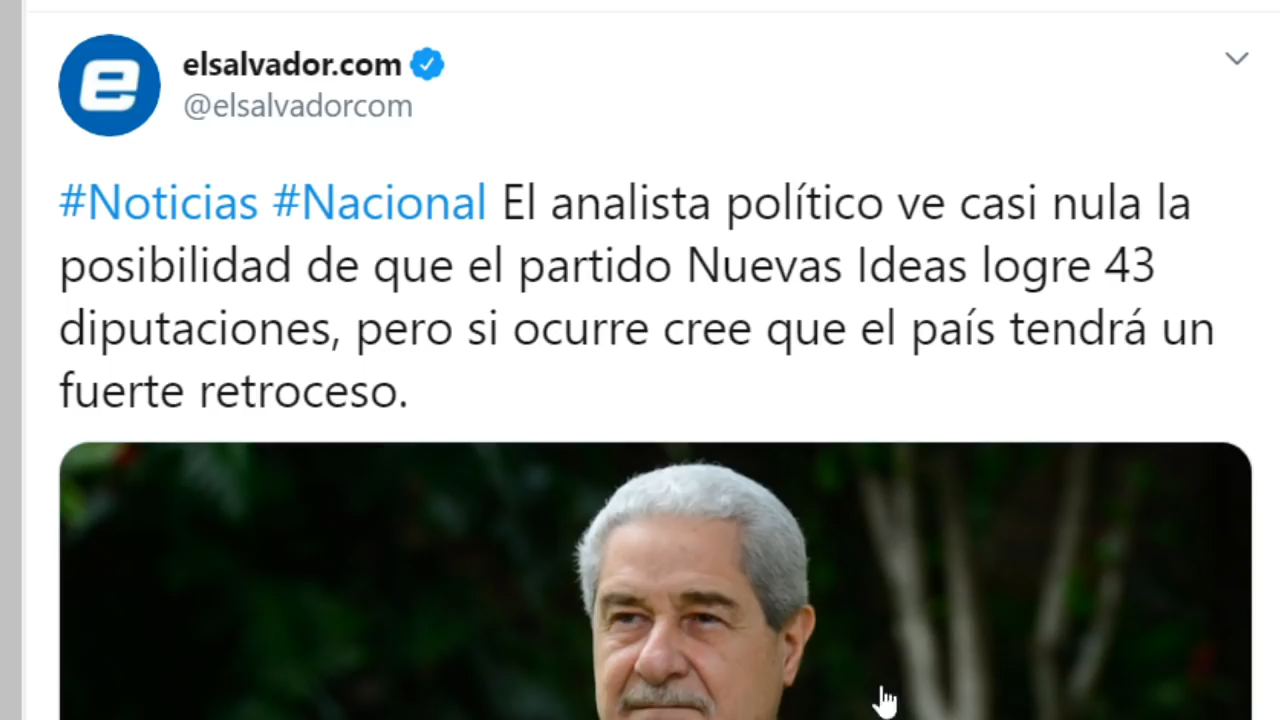 elsalvador.com
@elsalvadorcom
#Noticias #Nacional El analista político ve casi nula la
posibilidad de que el partido Nuevas Ideas logre 43
diputaciones, pero si ocurre cree que el país tendrá un
fuerte retroceso.